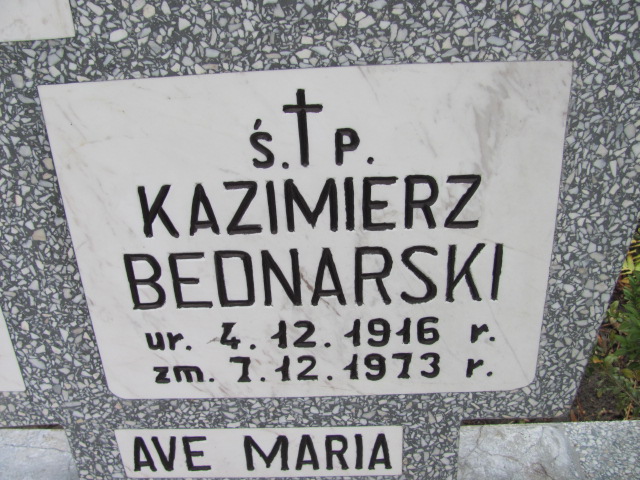 ś. p.
KAZIMIERZ
BEDNARSKI
ur. 4. 12. 1916 r.
zm. 7. 12. 1973 r.
AVE MARIA